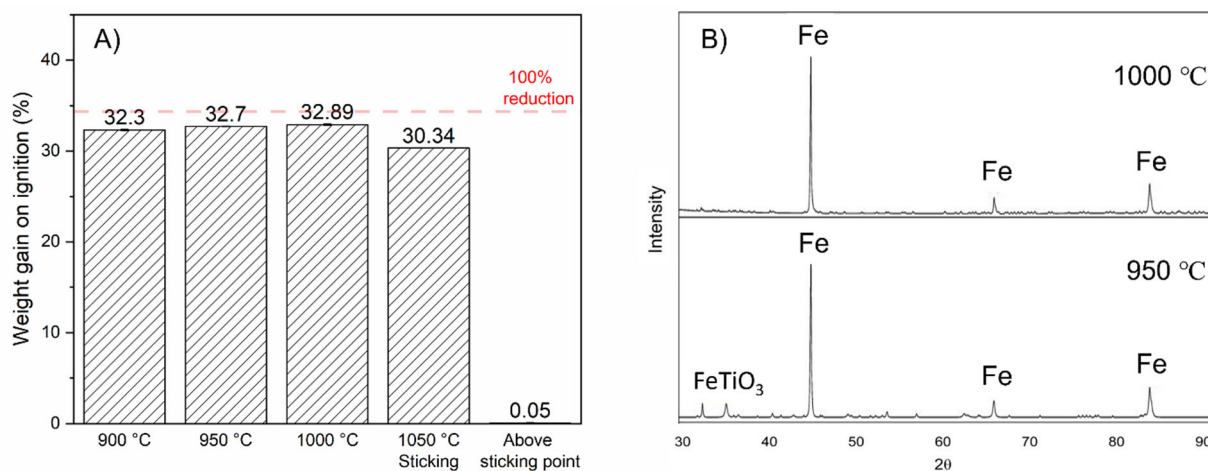 A)
Weight gain on ignition (%)
40
30
20
10
0
100%
reduction
32.3
32.7
32.89
30.34
0.05
900 °C
950 °C
1000 °C
1050 °C
Sticking
Above
sticking point
B)
Intensity
Fe
1000 °C
Fe
Fe
Fe
950 °C
FeTiO₃
Fe
Fe
30
40
50
60
70
80
90
2θ